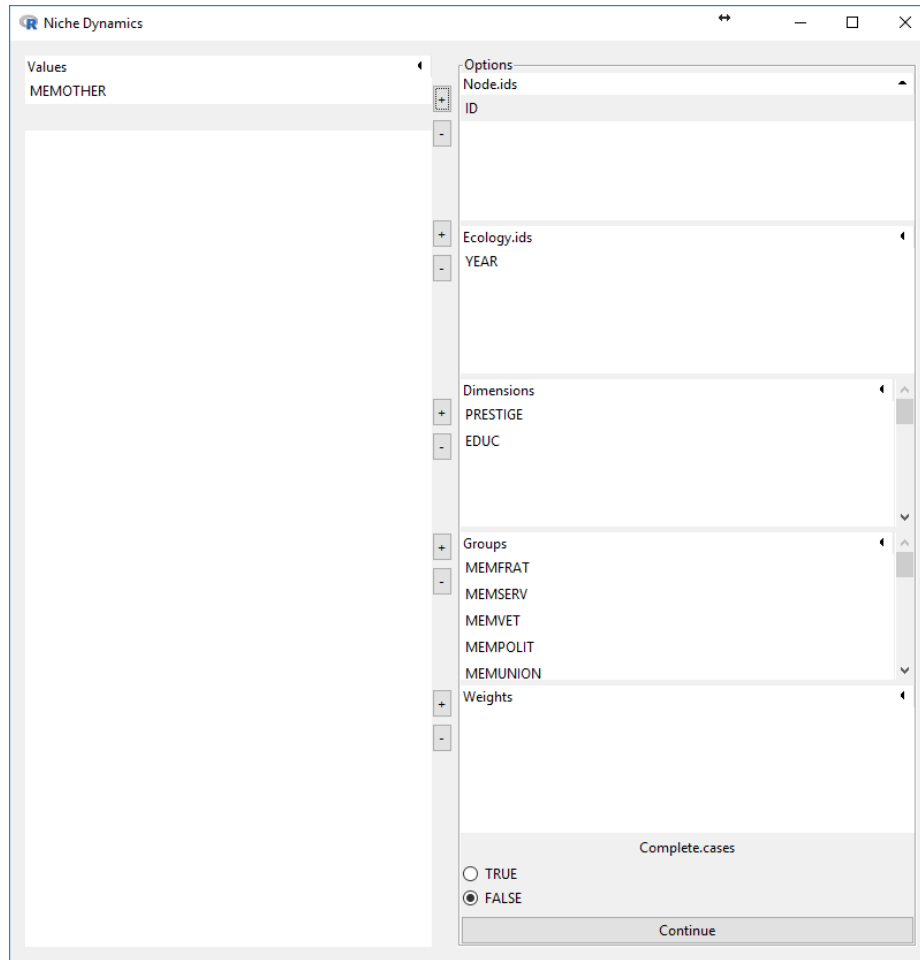 Niche Dynamics
Values
MEMOTHER
+
-
+
-
+
-
+
-
+
-
Options
Node.ids
ID
Ecology.ids
YEAR
Dimensions
PRESTIGE
EDUC
Groups
MEMFRAT
MEMSERV
MEMVET
MEMPOLIT
MEMUNION
Weights
Complete.cases
TRUE
FALSE
Continue